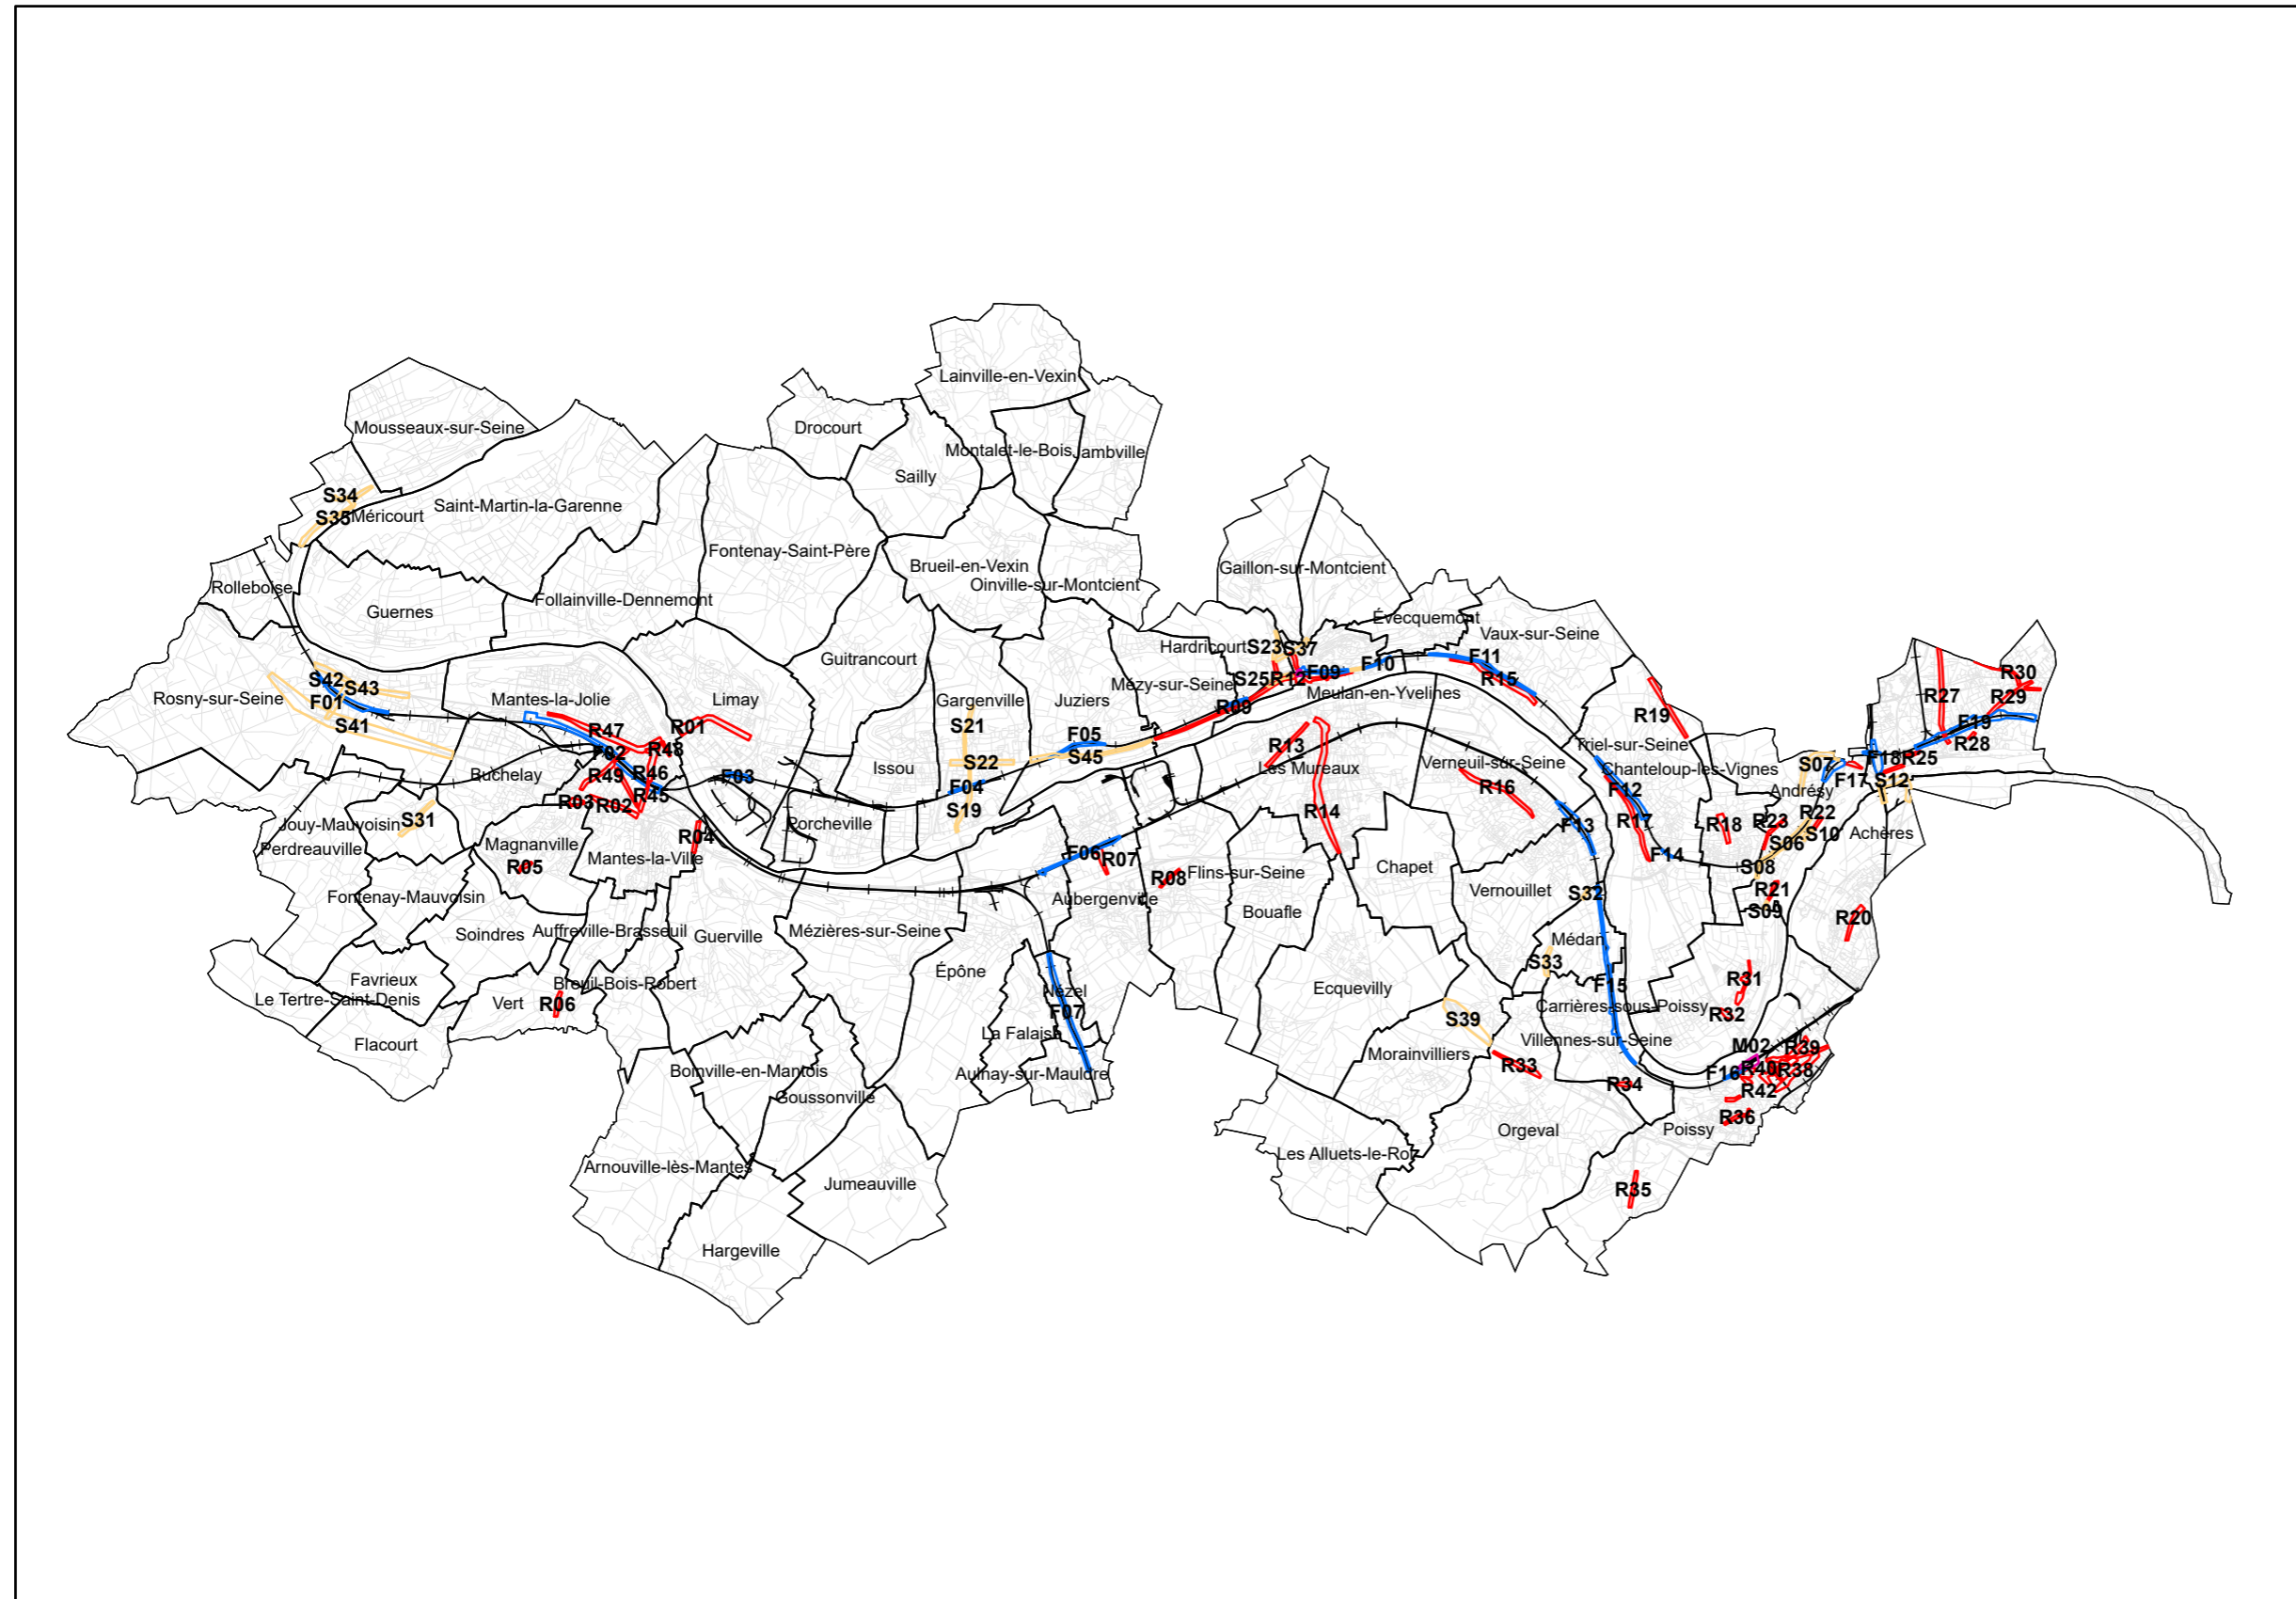 Lainville-en-Vexin
Mousseaux-sur-Seine
Drocourt
Montalet-le-Bois
Jambville
Sailly
S34
Saint-Martin-la-Garenne
S35
Méricourt
Fontenay-Saint-Père
Brueil-en-Vexin
Gaillon-sur-Montcient
Oinville-sur-Montcient
Rolleboise
Follainville-Dennemont
Guernes
Évecquemont
Vaux-sur-Seine
Hardricourt
S23
S37
Guitrancourt
F11
F10
F09
R30
S42
S43
S25
R12
R15
Mézy-sur-Seine
Meulan-en-Yvelines
Rosny-sur-Seine
F01
Mantes-la-Jolie
Limay
Gargenville
Juziers
R27
R29
R09
R19
S41
R47
R01
S21
F05
F19
R13
Triel-sur-Seine
R28
F02
R48
S45
S22
F18
R25
S07
Buchelay
R49
R46
F03
Issou
Les Mureaux
Verneuil-sur-Seine
Chanteloup-les-Vignes
F17
S12
F04
R16
F12
Andrésy
R03
R02
R45
S19
R14
R22
S31
Jouy-Mauvoisin
Porcheville
F13
R17
R18
R23
S10
Achères
R04
Perdreauville
Magnanville
Mantes-la-Ville
S06
F06
R07
F14
R05
Chapet
S08
Flins-sur-Seine
R08
Fontenay-Mauvoisin
Aubergenville
Vernouillet
S32
R21
Bouafle
S09
R20
Soindres
Auffreville-Brasseuil
Guerville
Mézières-sur-Seine
Médan
S33
Épône
Favrieux
Breuil-Bois-Robert
R31
Ecquevilly
F15
Nézel
Le Tertre-Saint-Denis
Vert
R06
Carrières-sous-Poissy
F07
R32
S39
La Falaise
Flacourt
Villennes-sur-Seine
M02
R39
Morainvilliers
R33
Boinville-en-Mantois
Aulnay-sur-Mauldre
F16
R40
R38
R34
R42
Goussonville
R36
Orgeval
Poissy
Les Alluets-le-Roi
Arnouville-lès-Mantes
Jumeauville
R35
Hargeville